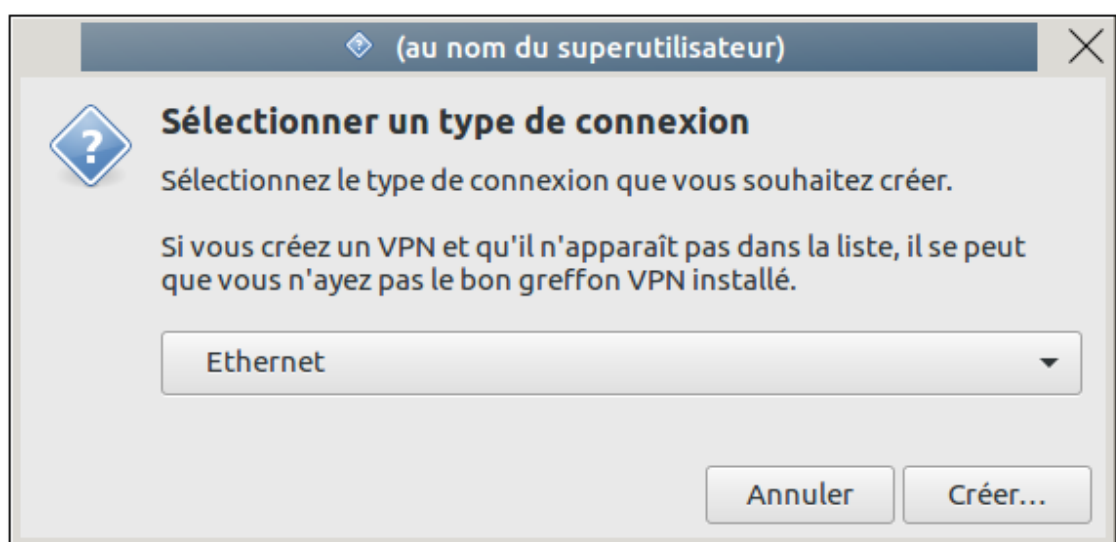 (au nom du superutilisateur)
Sélectionner un type de connexion
Sélectionnez le type de connexion que vous souhaitez créer.
Si vous créez un VPN et qu'il n'apparaît pas dans la liste, il se peut
que vous n'ayez pas le bon greffon VPN installé.
Ethernet
Annuler
Créer...